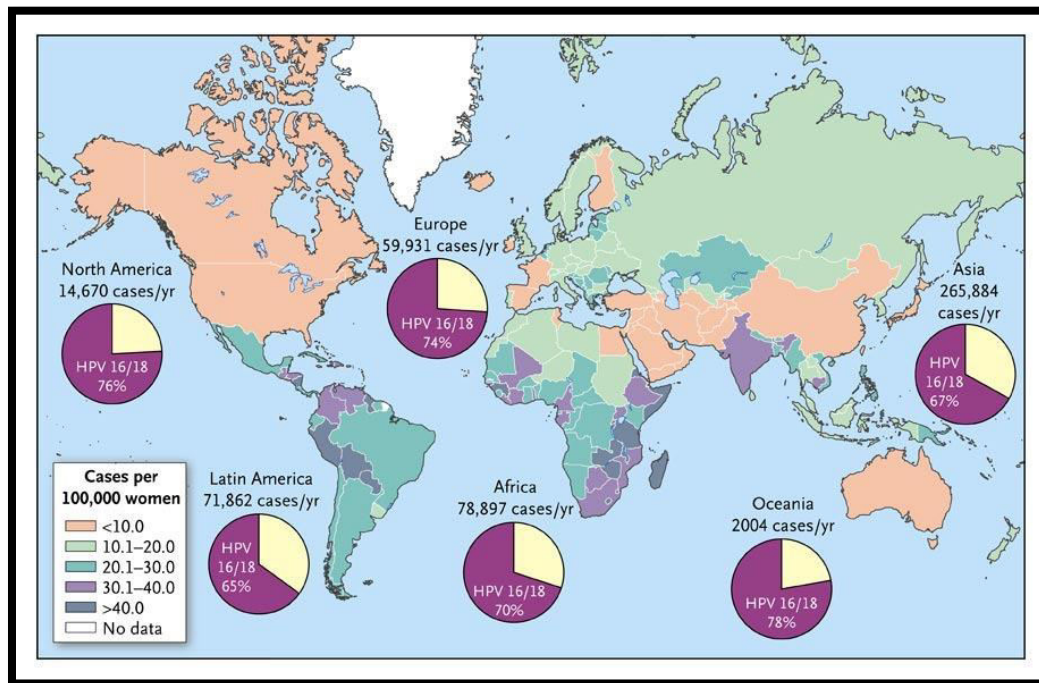 Europe
59,931 cases/yr
HPV 16/18
74%
North America
14,670 cases/yr
HPV 16/18
76%
Asia
265,884
cases/yr
HPV
16/18
67%
Latin America
71,862 cases/yr
HPV
16/18
65%
Africa
78,897 cases/yr
HPV 16/18
70%
Oceania
2004 cases/yr
HPV 16/18
78%
Cases per
100,000 women
<10.0
10.1–20.0
20.1–30.0
30.1–40.0
>40.0
No data